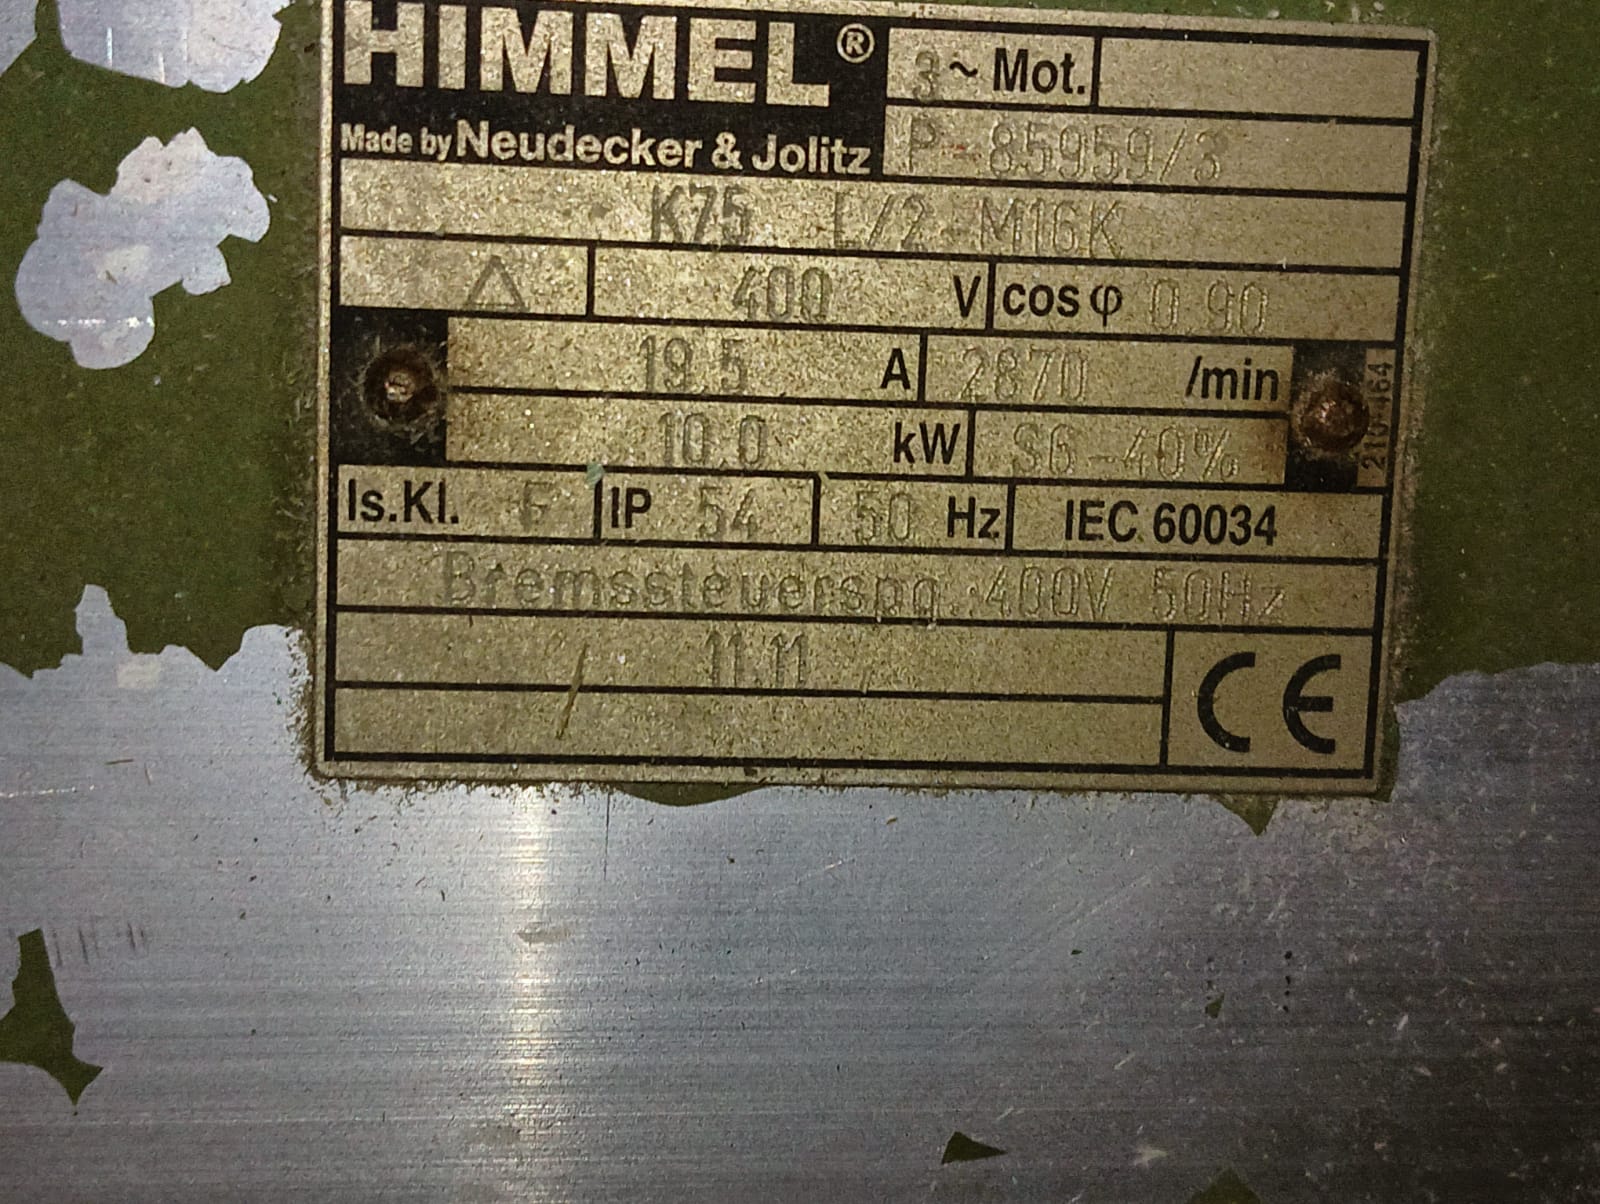 HIMMEL®
3 ~ Mot.
Made by Neudecker & Jolitz
P-85959/3
K75 L/2-M16K
△ 400 V cos φ 0.90
19.5 A 2870 /min
10.0 kW S6-40%
210 464
Is.Kl. F IP 54 50 Hz IEC 60034
Bremssteuerspg. 400V 50Hz
11.11
CE